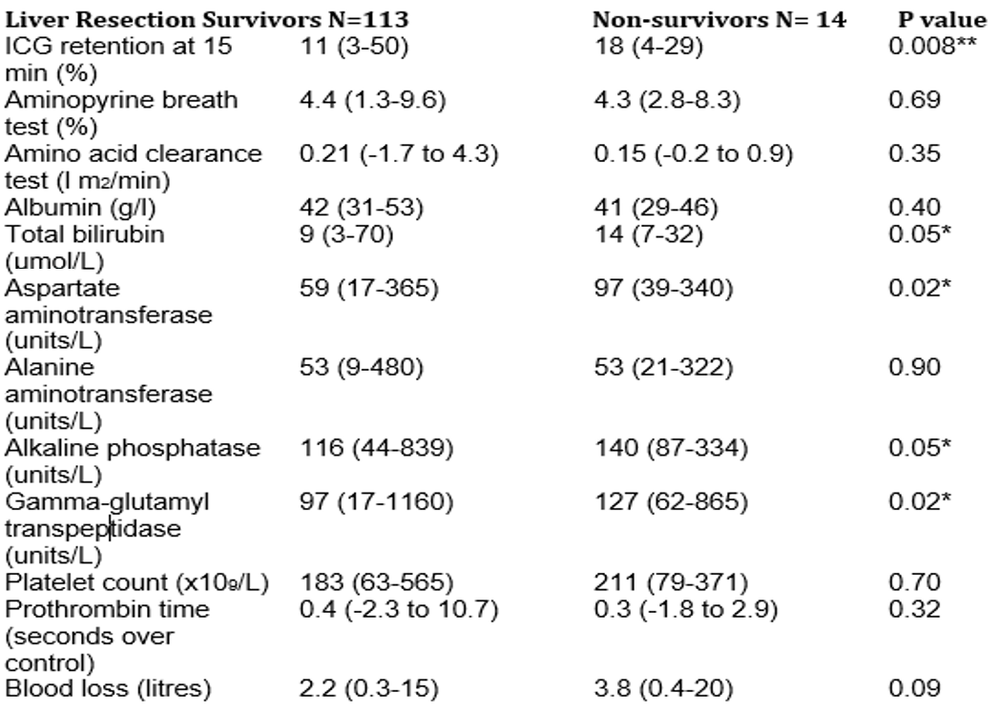 Liver Resection Survivors N=113 Non-survivors N= 14 P value
ICG retention at 15 11 (3-50) 18 (4-29) 0.008**
min (%)
Aminopyrine breath 4.4 (1.3-9.6) 4.3 (2.8-8.3) 0.69
test (%)
Amino acid clearance 0.21 (-1.7 to 4.3) 0.15 (-0.2 to 0.9) 0.35
test (l m2/min)
Albumin (g/l) 42 (31-53) 41 (29-46) 0.40
Total bilirubin 9 (3-70) 14 (7-32) 0.05*
(umol/L)
Aspartate 59 (17-365) 97 (39-340) 0.02*
aminotransferase
(units/L)
Alanine 53 (9-480) 53 (21-322) 0.90
aminotransferase
(units/L)
Alkaline phosphatase 116 (44-839) 140 (87-334) 0.05*
(units/L)
Gamma-glutamyl 97 (17-1160) 127 (62-865) 0.02*
transpeptidase
(units/L)
Platelet count (x109/L) 183 (63-565) 211 (79-371) 0.70
Prothrombin time 0.4 (-2.3 to 10.7) 0.3 (-1.8 to 2.9) 0.32
(seconds over
control)
Blood loss (litres) 2.2 (0.3-15) 3.8 (0.4-20) 0.09